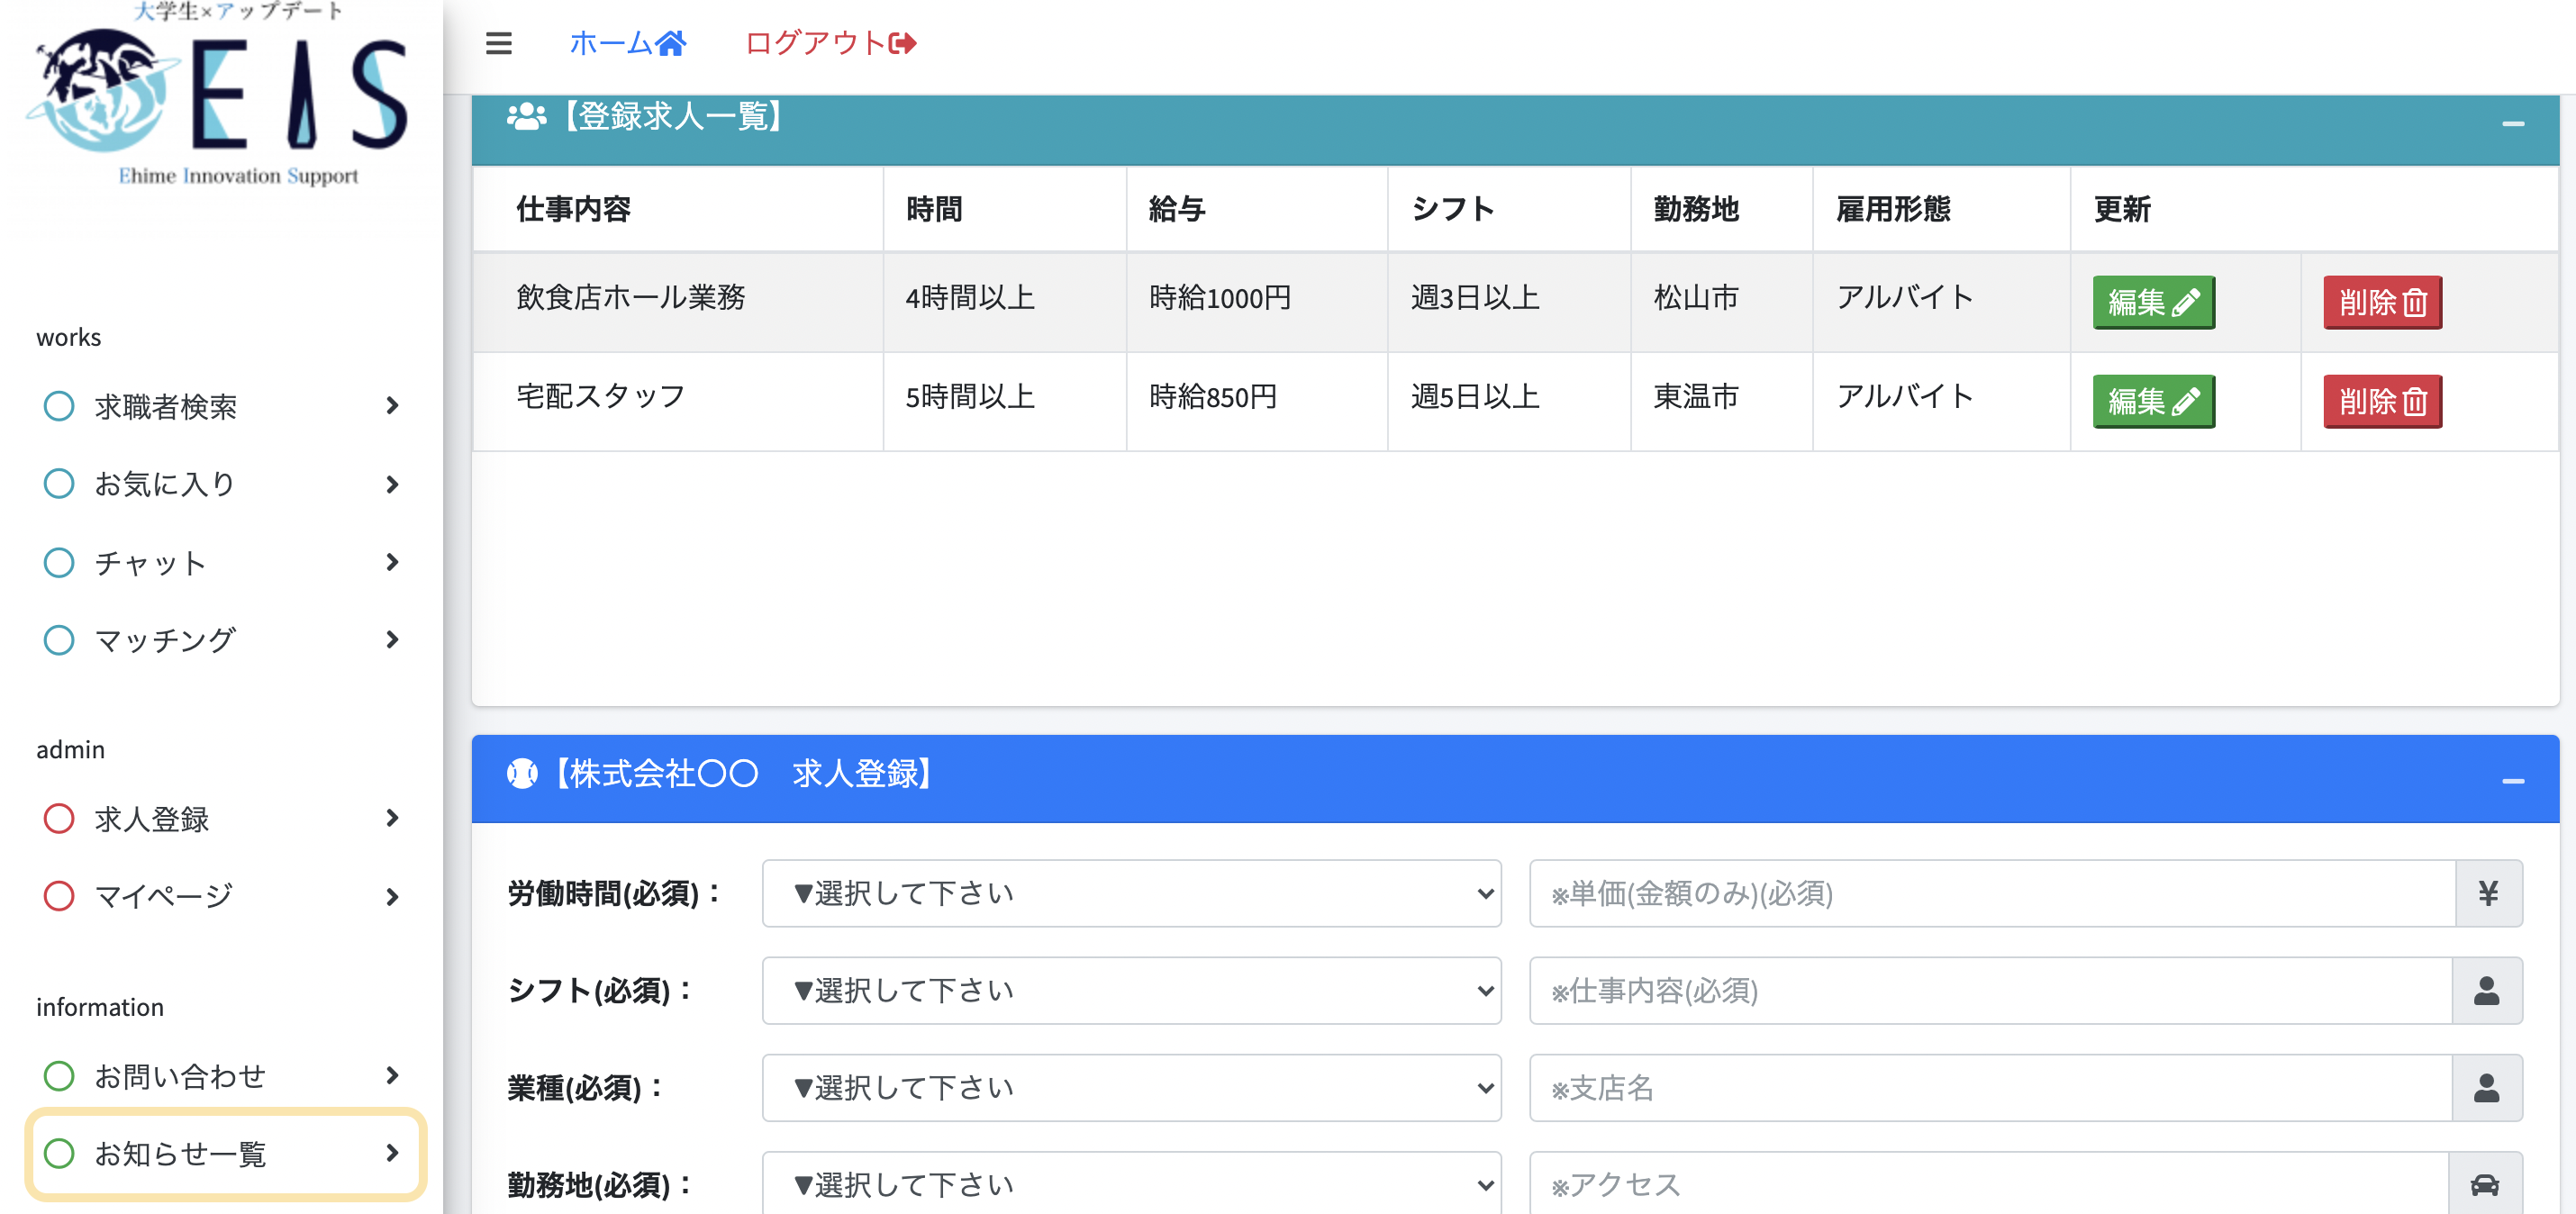 大学生×アップデート
EIS
Ehime Innovation Support
works
求職者検索
お気に入り
チャット
マッチング
admin
求人登録
マイページ
information
お問い合わせ
お知らせ一覧
ホーム ログアウト
【登録求人一覧】
仕事内容 時間 給与 シフト 勤務地 雇用形態 更新
飲食店ホール業務 4時間以上 時給1000円 週3日以上 松山市 アルバイト 編集 削除
宅配スタッフ 5時間以上 時給850円 週5日以上 東温市 アルバイト 編集 削除
【株式会社〇〇　求人登録】
労働時間(必須)： ▼選択して下さい ※単価(金額のみ)(必須) ¥
シフト(必須)： ▼選択して下さい ※仕事内容(必須)
業種(必須)： ▼選択して下さい ※支店名
勤務地(必須)： ▼選択して下さい ※アクセス